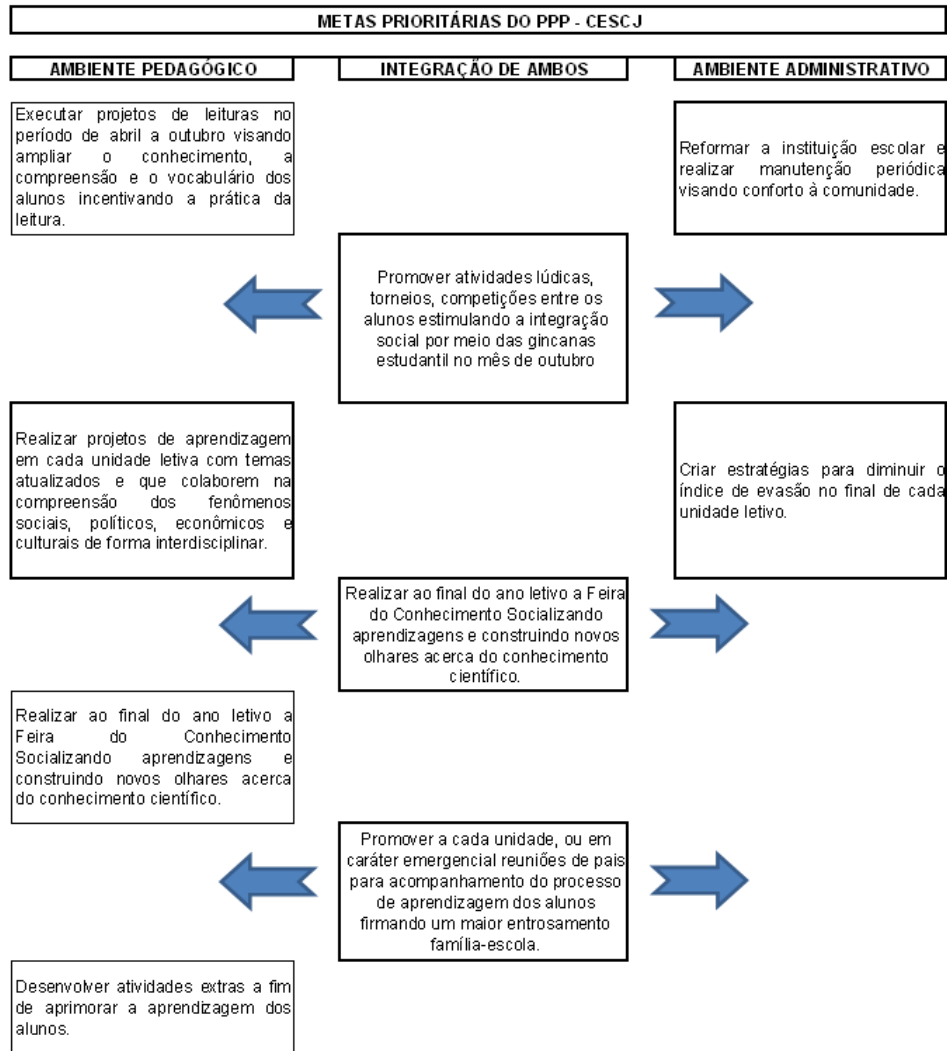 METAS PRIORITÁRIAS DO PPP - CESCJ
AMBIENTE PEDAGÓGICO
INTEGRAÇÃO DE AMBOS
AMBIENTE ADMINISTRATIVO
Executar projetos de leituras no
período de abril a outubro visando
ampliar o conhecimento, a
compreensão e o vocabulário dos
alunos incentivando a prática da
leitura.
Reformar a instituição escolar e
realizar manutenção periódica
visando conforto à comunidade.
Promover atividades lúdicas,
torneios, competições entre os
alunos estimulando a integração
social por meio das gincanas
estudantil no mês de outubro
Realizar projetos de aprendizagem
em cada unidade letiva com temas
atualizados e que colaborem na
compreensão dos fenômenos
sociais, políticos, econômicos e
culturais de forma interdisciplinar.
Criar estratégias para diminuir o
índice de evasão no final de cada
unidade letivo.
Realizar ao final do ano letivo a Feira
do Conhecimento Socializando
aprendizagens e construindo novos
olhares acerca do conhecimento
científico.
Realizar ao final do ano letivo a
Feira do Conhecimento
Socializando aprendizagens e
construindo novos olhares acerca
do conhecimento científico.
Promover a cada unidade, ou em
caráter emergencial reuniões de pais
para acompanhamento do processo
de aprendizagem dos alunos
firmando um maior entrosamento
família-escola.
Desenvolver atividades extras a fim
de aprimorar a aprendizagem dos
alunos.